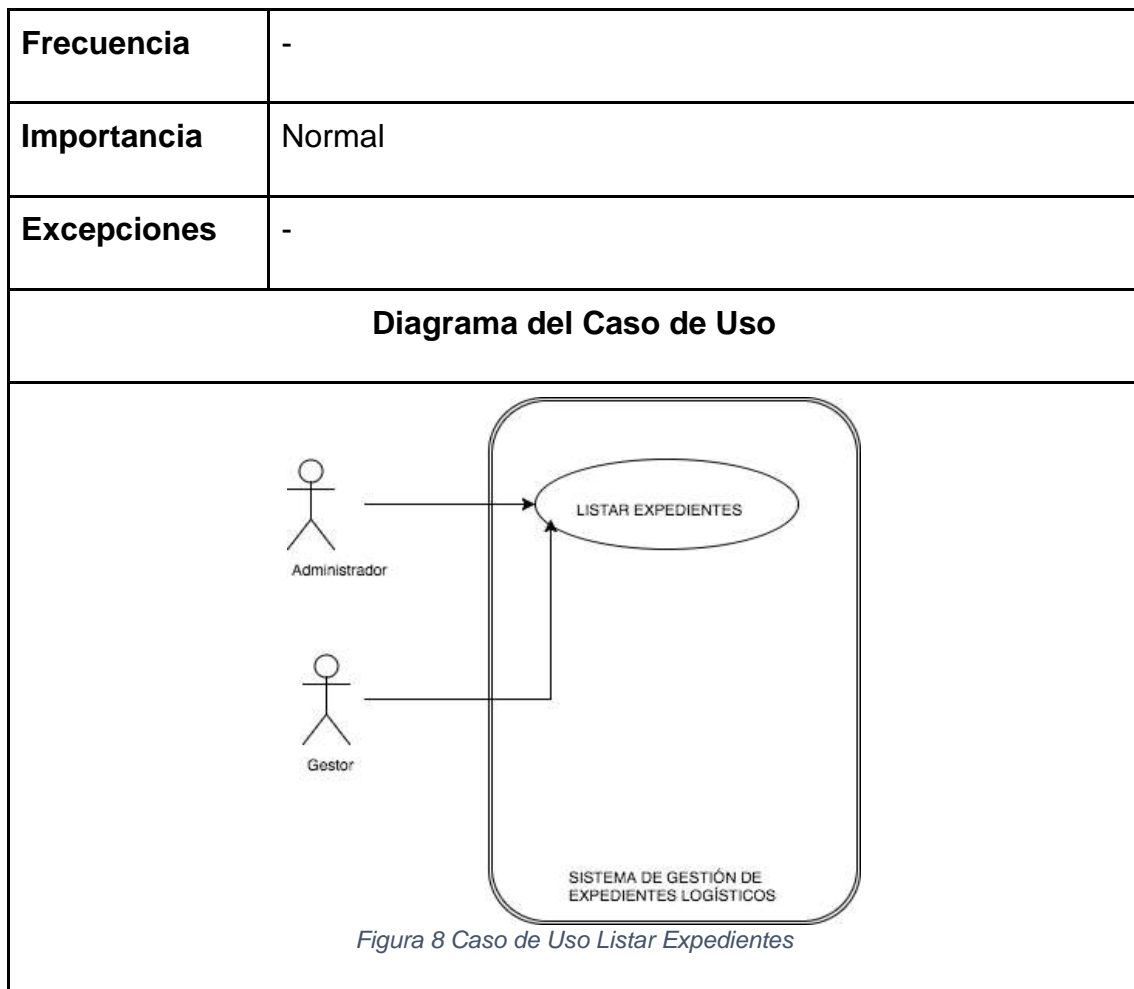 Frecuencia -
Importancia Normal
Excepciones -
Diagrama del Caso de Uso
LISTAR EXPEDIENTES
Administrador
Gestor
SISTEMA DE GESTIÓN DE
EXPEDIENTES LOGÍSTICOS
Figura 8 Caso de Uso Listar Expedientes